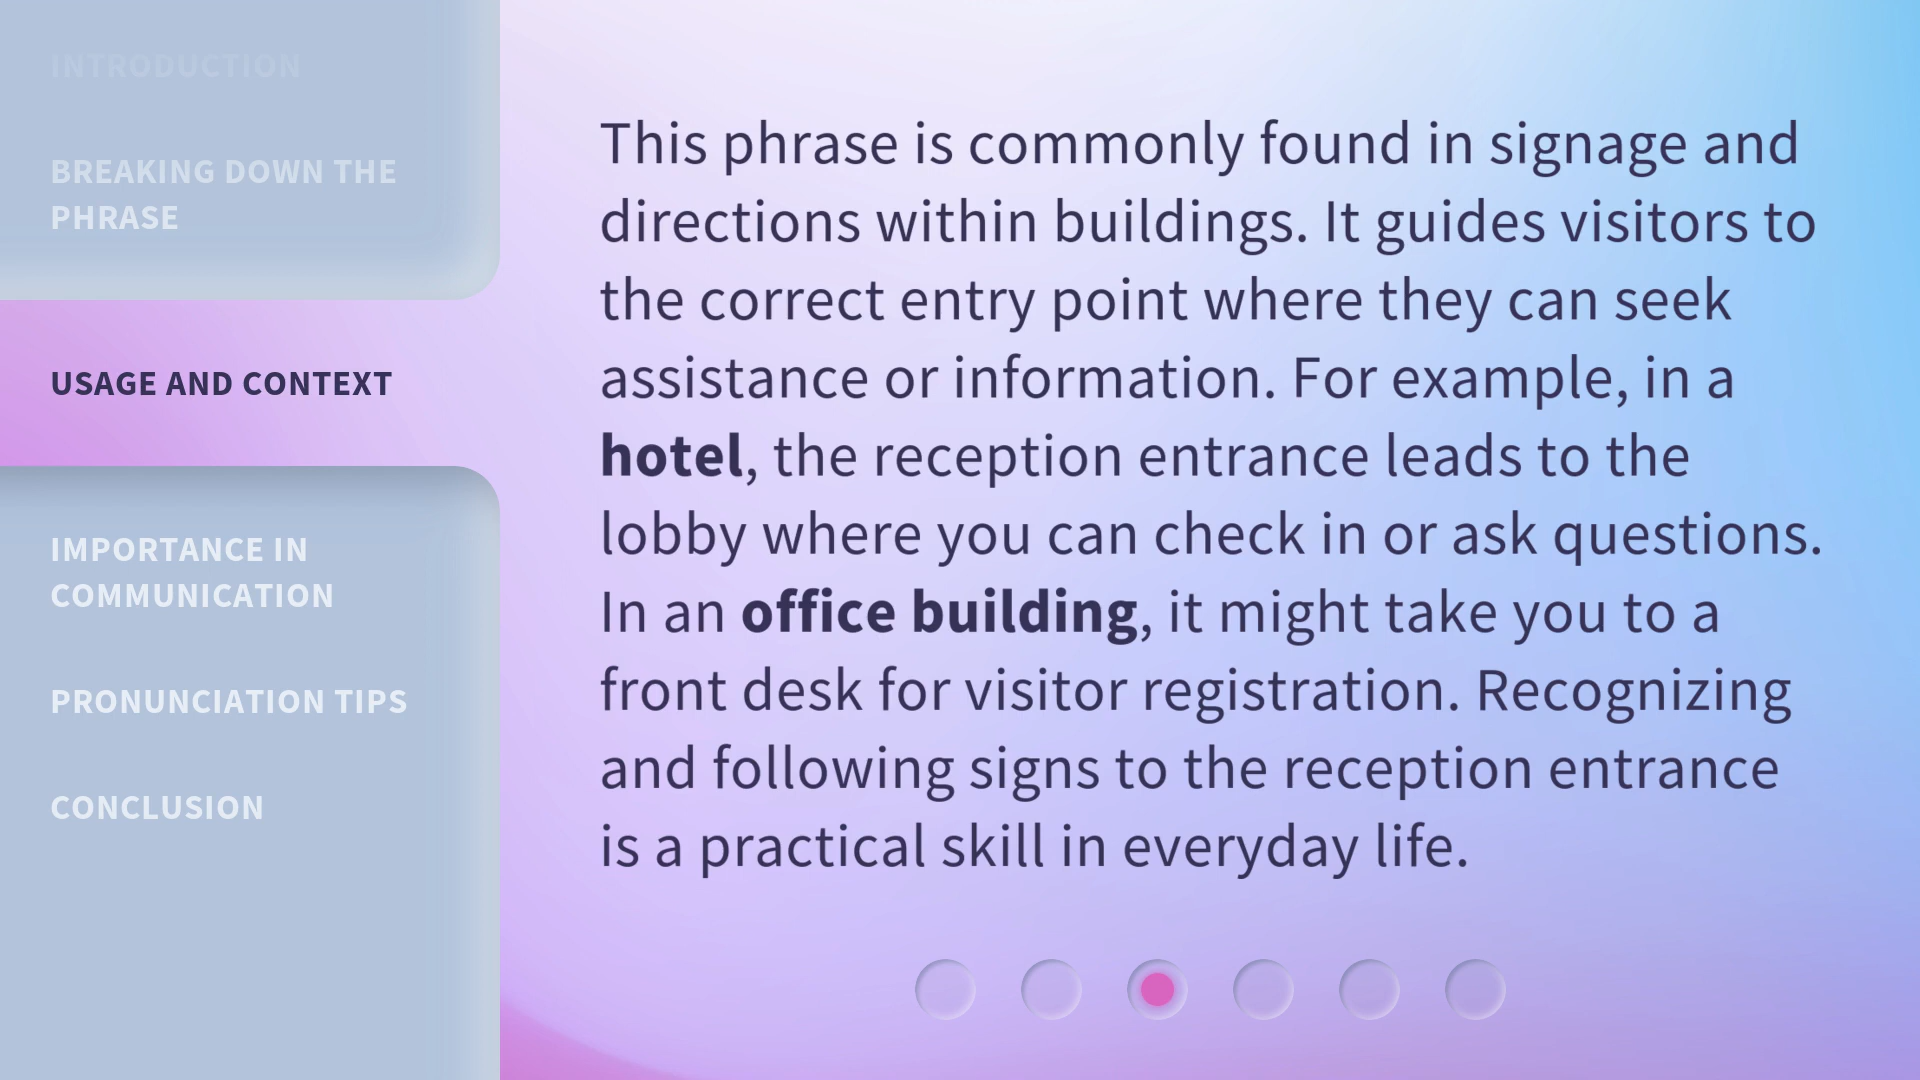 INTRODUCTION
BREAKING DOWN THE
PHRASE
USAGE AND CONTEXT
IMPORTANCE IN
COMMUNICATION
PRONUNCIATION TIPS
CONCLUSION
This phrase is commonly found in signage and
directions within buildings. It guides visitors to
the correct entry point where they can seek
assistance or information. For example, in a
hotel, the reception entrance leads to the
lobby where you can check in or ask questions.
In an office building, it might take you to a
front desk for visitor registration. Recognizing
and following signs to the reception entrance
is a practical skill in everyday life.